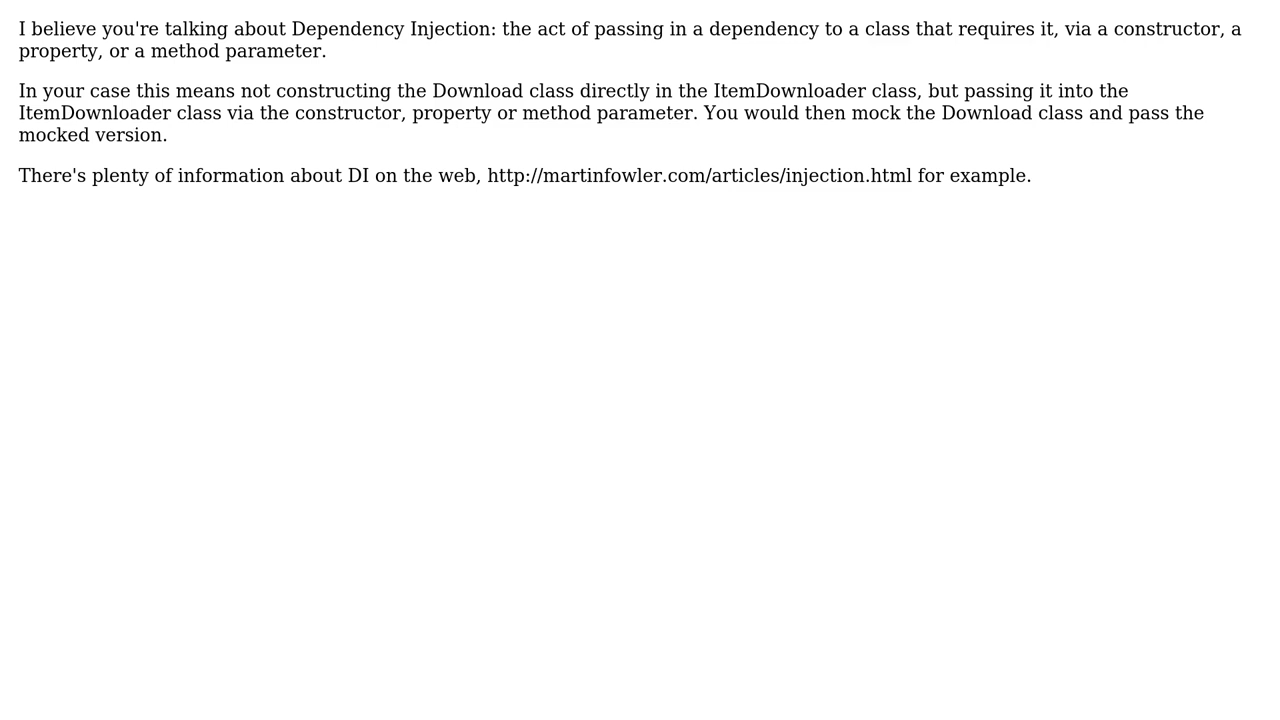 I believe you're talking about Dependency Injection: the act of passing in a dependency to a class that requires it, via a constructor, a
property, or a method parameter.
In your case this means not constructing the Download class directly in the ItemDownloader class, but passing it into the
ItemDownloader class via the constructor, property or method parameter. You would then mock the Download class and pass the
mocked version.
There's plenty of information about DI on the web, http://martinfowler.com/articles/injection.html for example.